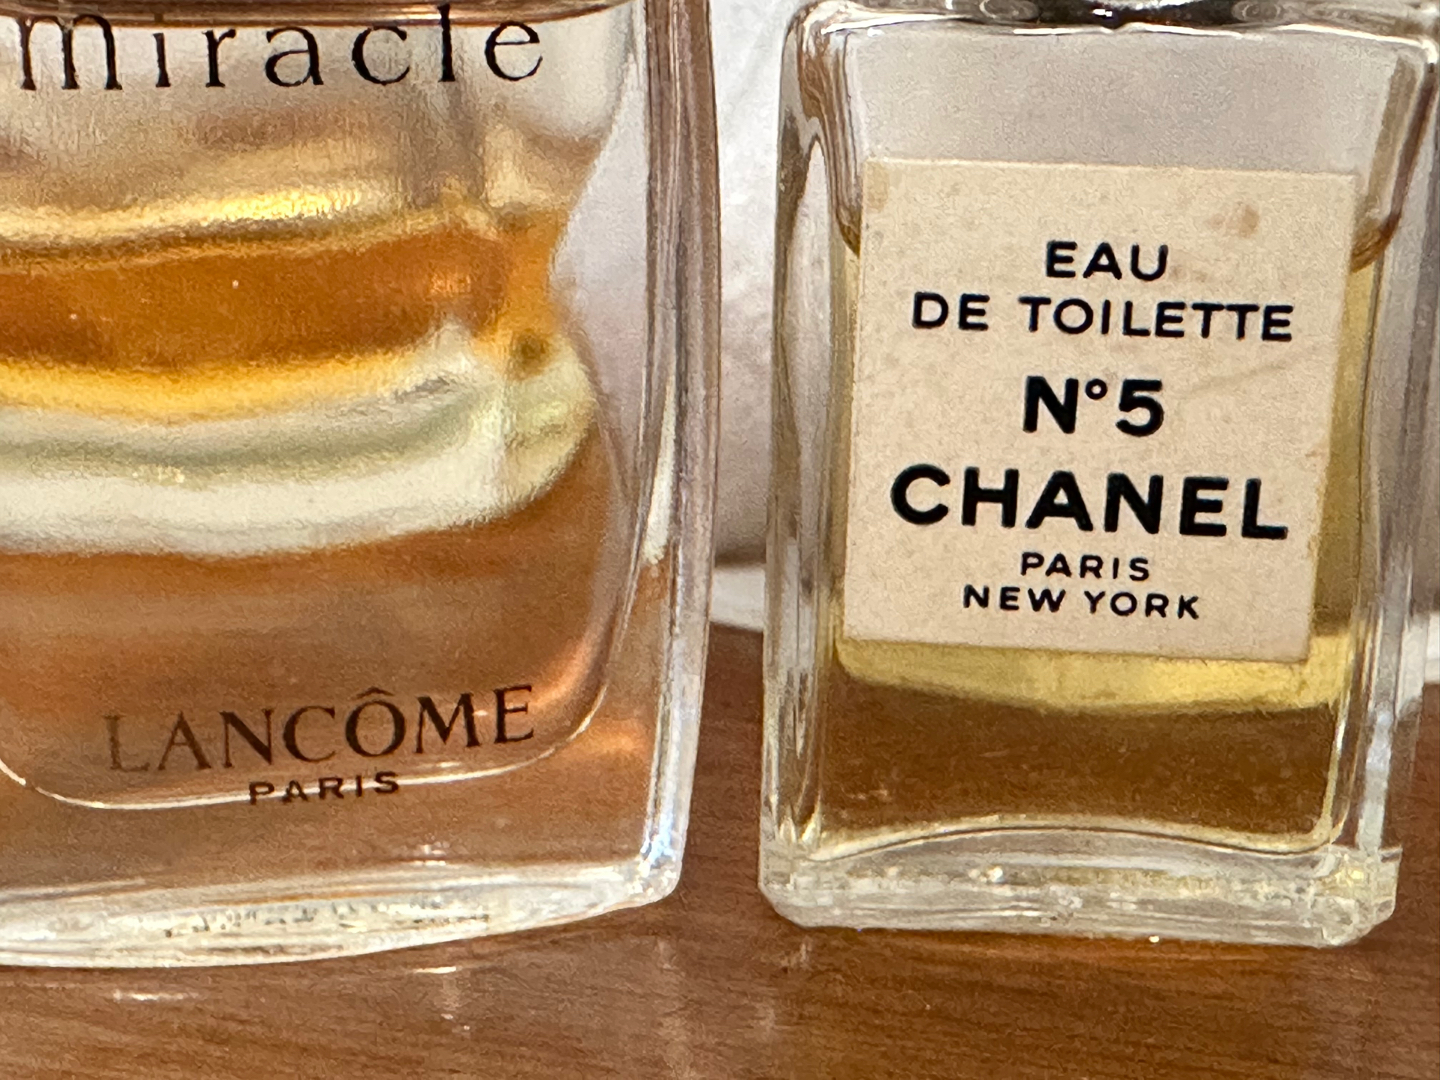 miracle
LANCÔME
PARIS
EAU
DE TOILETTE
N°5
CHANEL
PARIS
NEW YORK